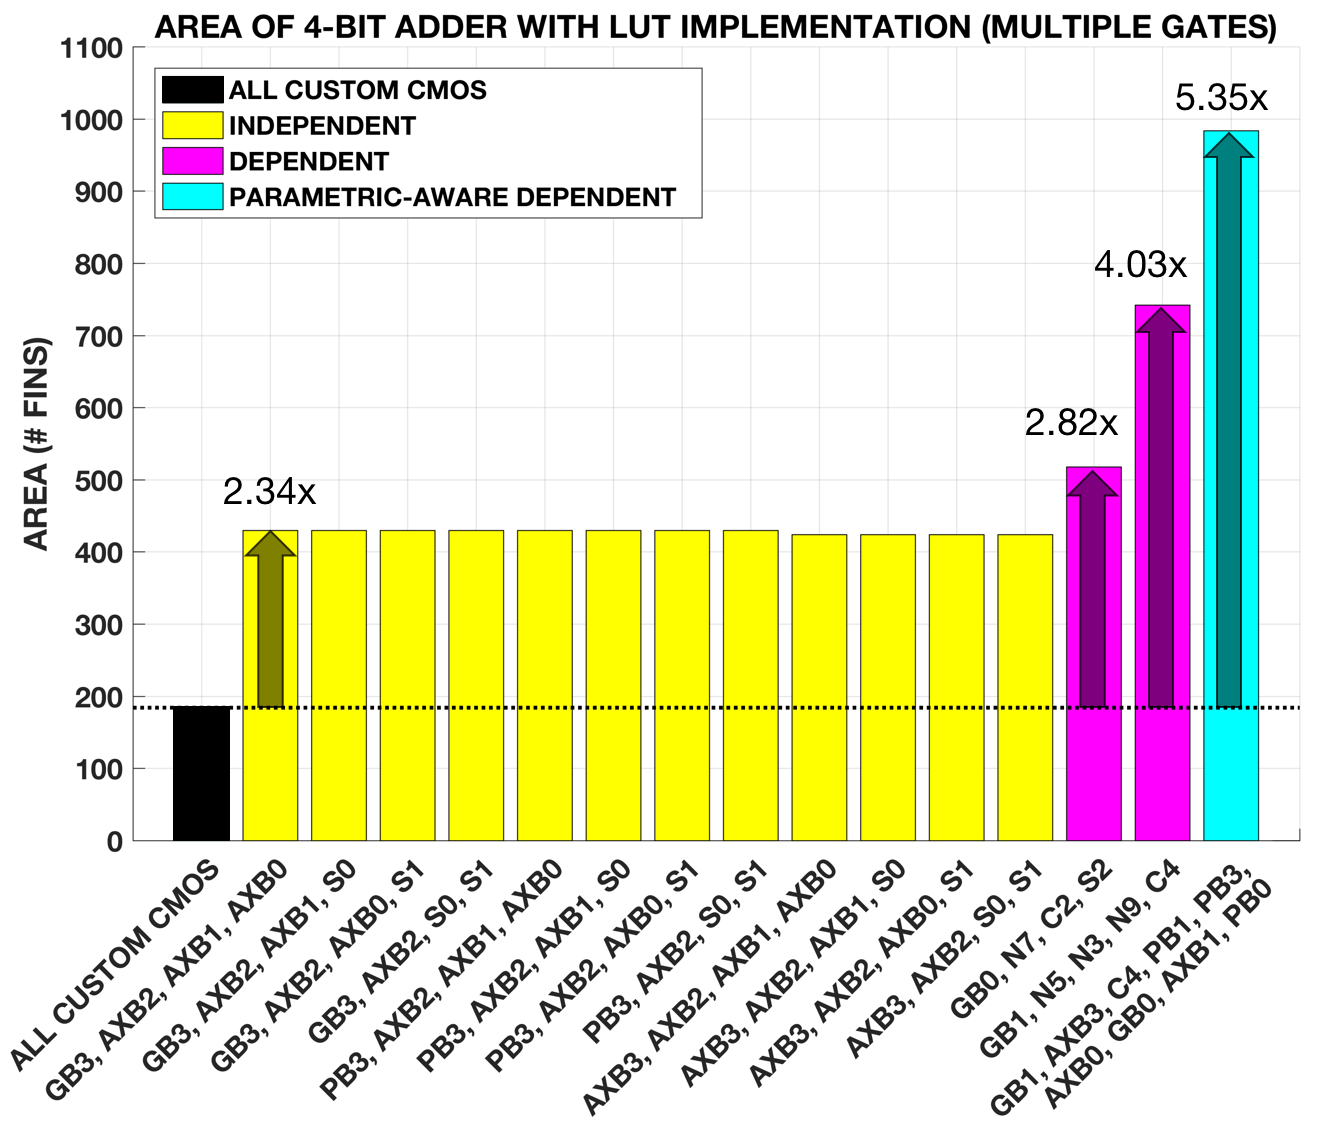 AREA OF 4-BIT ADDER WITH LUT IMPLEMENTATION (MULTIPLE GATES)
ALL CUSTOM CMOS
INDEPENDENT
DEPENDENT
PARAMETRIC-AWARE DEPENDENT
AREA (# FINS)
1100
1000
900
800
700
600
500
400
300
200
100
0
2.34x
2.82x
4.03x
5.35x
ALL CUSTOM CMOS
GB3, AXB2, AXB1, AXB0
GB3, AXB2, AXB1, S0
GB3, AXB2, AXB0, S1
GB3, AXB2, S0, S1
PB3, AXB2, AXB1, AXB0
PB3, AXB2, AXB1, S0
PB3, AXB2, AXB0, S1
PB3, AXB2, S0, S1
AXB3, AXB2, AXB1, AXB0
AXB3, AXB2, AXB1, S0
AXB3, AXB2, AXB0, S1
AXB3, AXB2, S0, S1
GB0, N7, C2, S2
GB1, N5, N3, N9, C4
GB1, AXB3, C4, PB1, PB3,
AXB0, GB0, AXB1, PB0